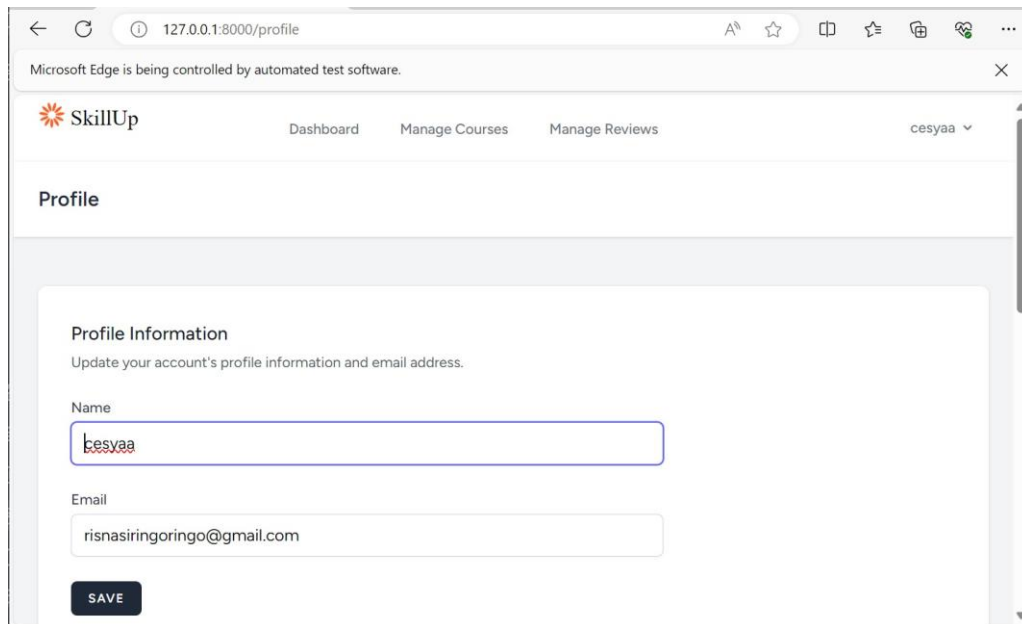 127.0.0.1:8000/profile
Microsoft Edge is being controlled by automated test software.
SkillUp Dashboard Manage Courses Manage Reviews cesyaa
Profile
Profile Information
Update your account's profile information and email address.
Name
cesyaa
Email
risnasiringoringo@gmail.com
SAVE